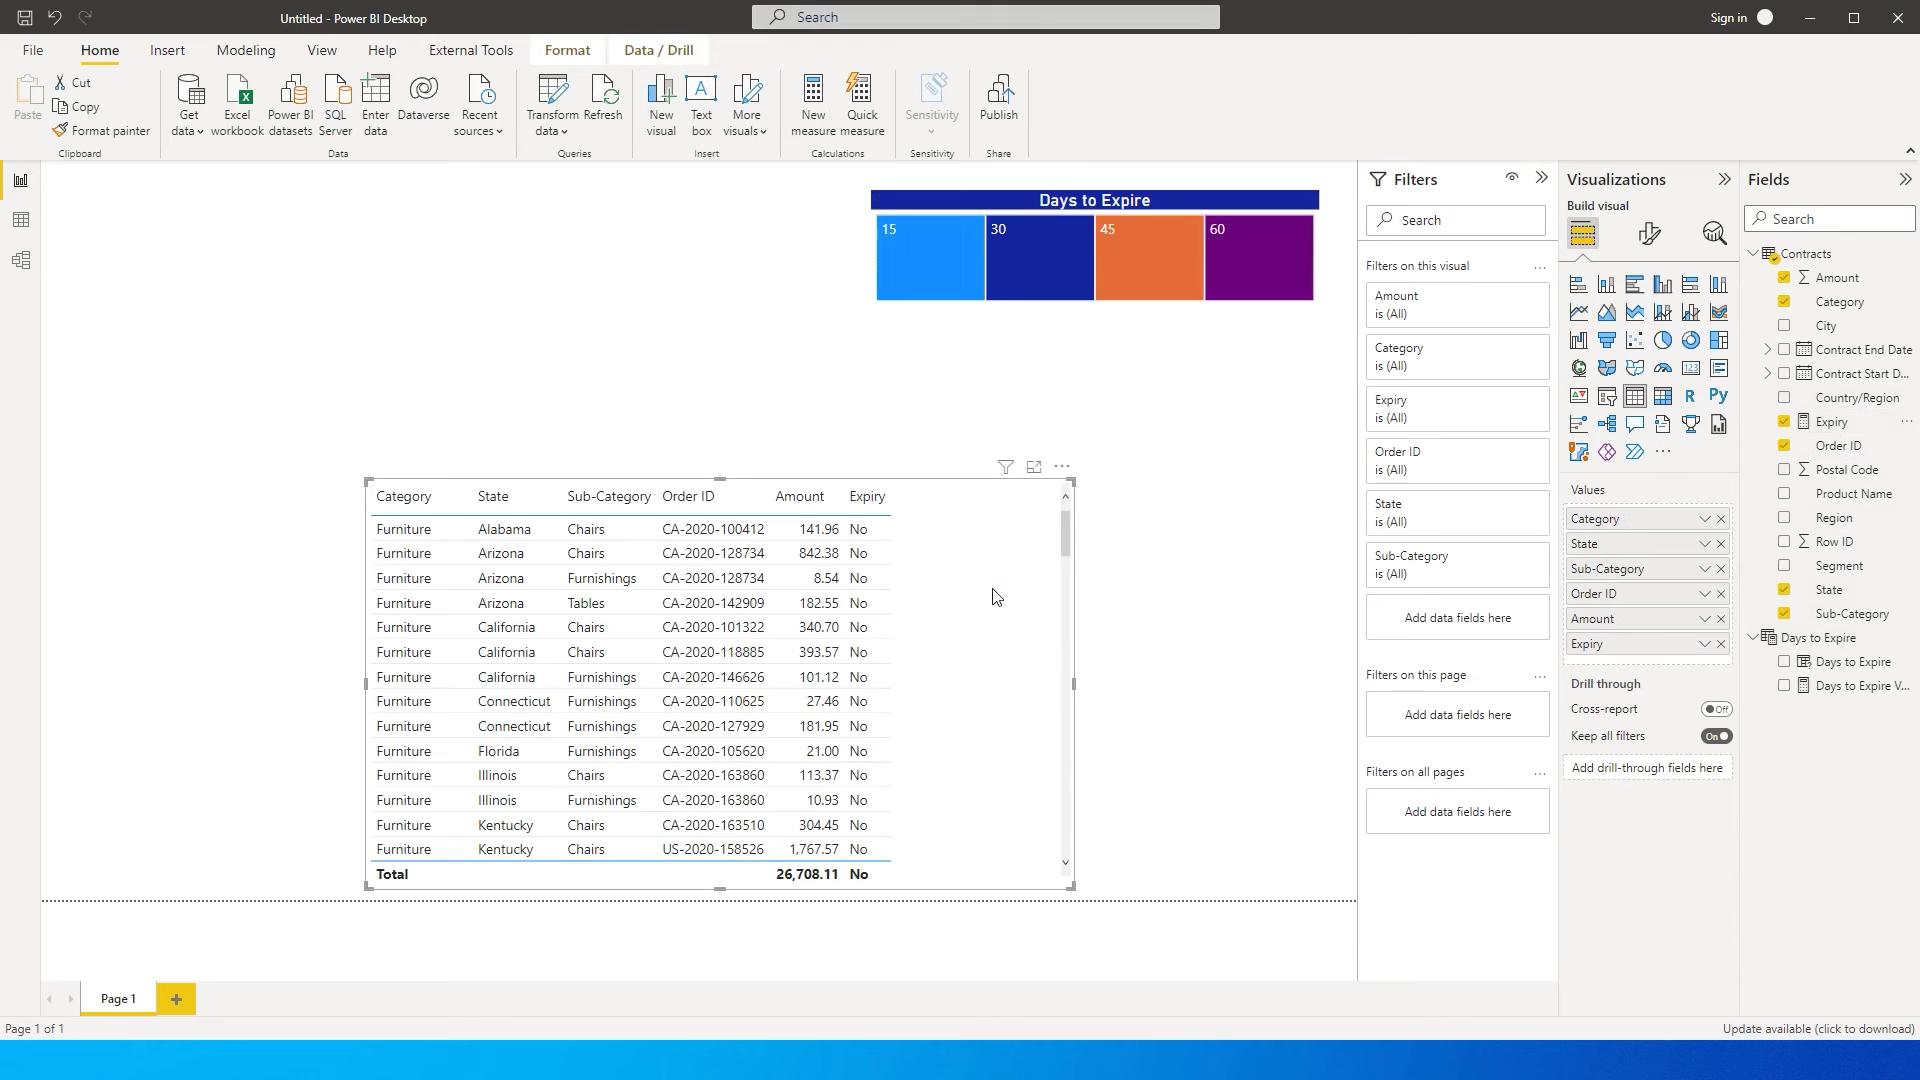 Untitled - Power BI Desktop
Search
Sign in
File Home Insert Modeling View Help External Tools Format Data / Drill
Paste
Cut
Copy
Format painter
Get data
Excel workbook
Power BI datasets
SQL Server
Enter data
Dataverse
Recent sources
Transform data
Refresh
New visual
Text box
More visuals
New measure
Quick measure
Sensitivity
Publish
Clipboard Data Queries Insert Calculations Sensitivity Share
Days to Expire
15 30 45 60
Category State Sub-Category Order ID Amount Expiry
Furniture Alabama Chairs CA-2020-100412 141.96 No
Furniture Arizona Chairs CA-2020-128734 842.38 No
Furniture Arizona Furnishings CA-2020-128734 8.54 No
Furniture Arizona Tables CA-2020-142909 182.55 No
Furniture California Chairs CA-2020-101322 340.70 No
Furniture California Chairs CA-2020-118885 393.57 No
Furniture California Furnishings CA-2020-146626 101.12 No
Furniture Connecticut Furnishings CA-2020-110625 27.46 No
Furniture Connecticut Furnishings CA-2020-127929 181.95 No
Furniture Florida Furnishings CA-2020-105620 21.00 No
Furniture Illinois Chairs CA-2020-163860 113.37 No
Furniture Illinois Furnishings CA-2020-163860 10.93 No
Furniture Kentucky Chairs CA-2020-163510 304.45 No
Furniture Kentucky Chairs US-2020-158526 1,767.57 No
Total 26,708.11 No
Filters
Search
Filters on this visual
Amount
is (All)
Category
is (All)
Expiry
is (All)
Order ID
is (All)
State
is (All)
Sub-Category
is (All)
Add data fields here
Filters on this page
Add data fields here
Filters on all pages
Add data fields here
Visualizations
Build visual
123
R
Py
Values
Category
State
Sub-Category
Order ID
Amount
Expiry
Drill through
Cross-report Off
Keep all filters On
Add drill-through fields here
Fields
Search
Contracts
Amount
Category
City
Contract End Date
Contract Start D...
Country/Region
Expiry
Order ID
Postal Code
Product Name
Region
Row ID
Segment
State
Sub-Category
Days to Expire
Days to Expire
Days to Expire V...
Page 1
Page 1 of 1
Update available (click to download)